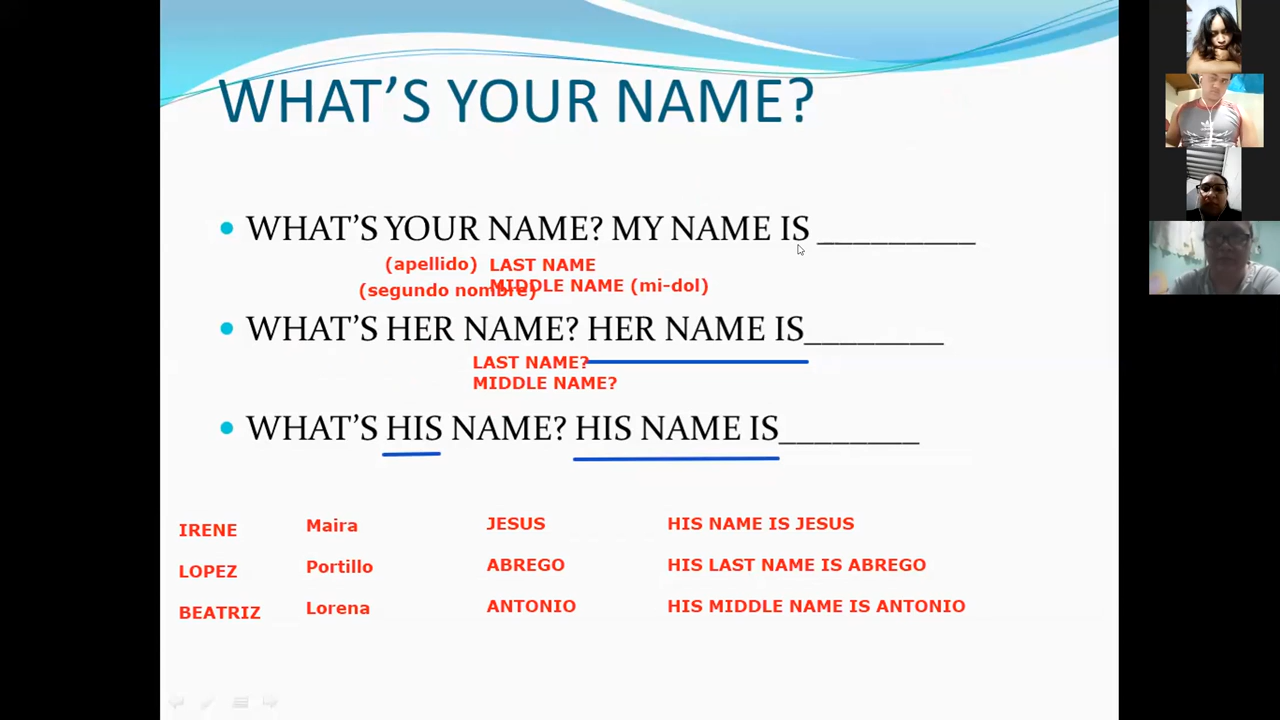 WHAT'S YOUR NAME?
• WHAT'S YOUR NAME? MY NAME IS _________
(apellido) LAST NAME
(segundo nombre) MIDDLE NAME (mi-dol)
• WHAT'S HER NAME? HER NAME IS________
LAST NAME?
MIDDLE NAME?
• WHAT'S HIS NAME? HIS NAME IS________
IRENE Maira JESUS HIS NAME IS JESUS
LOPEZ Portillo ABREGO HIS LAST NAME IS ABREGO
BEATRIZ Lorena ANTONIO HIS MIDDLE NAME IS ANTONIO